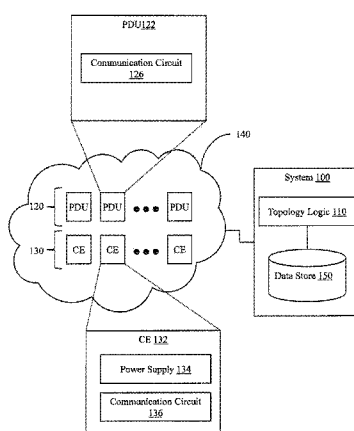 PDU122
Communication Circuit
126
140
System 100
120
PDU PDU PDU
Topology Logic 110
130
CE CE CE
Data Store 150
CE 132
Power Supply 134
Communication Circuit
136